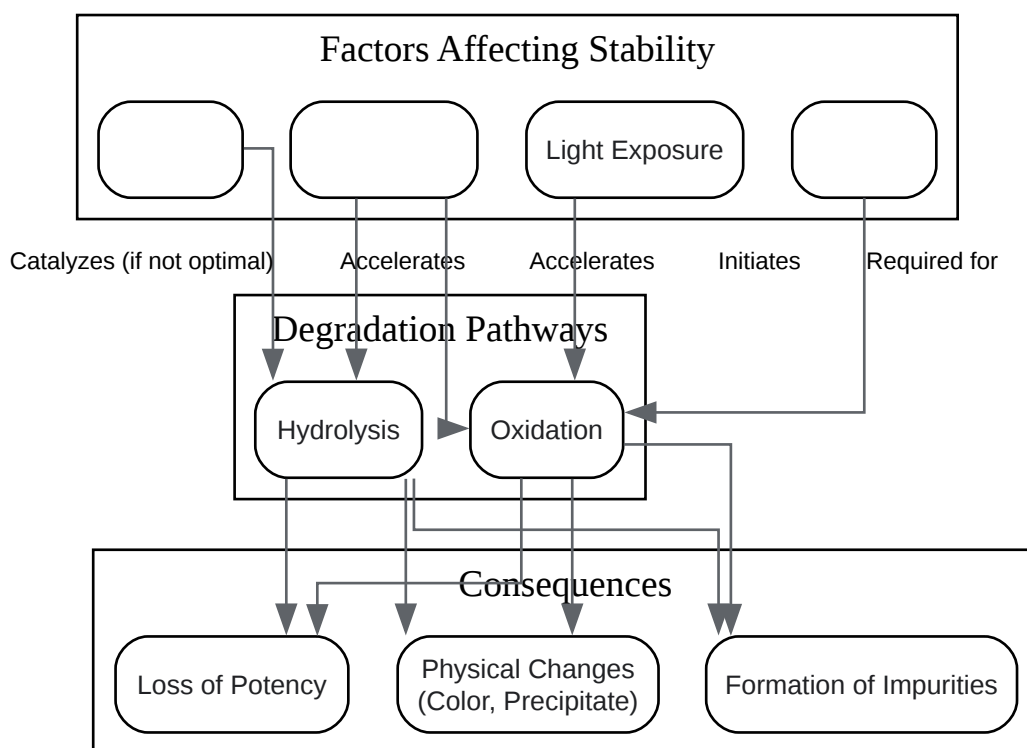 Factors Affecting Stability
Light Exposure
Catalyzes (if not optimal)
Accelerates
Accelerates
Initiates
Required for
Degradation Pathways
Hydrolysis
Oxidation
Consequences
Loss of Potency
Physical Changes
(Color, Precipitate)
Formation of Impurities